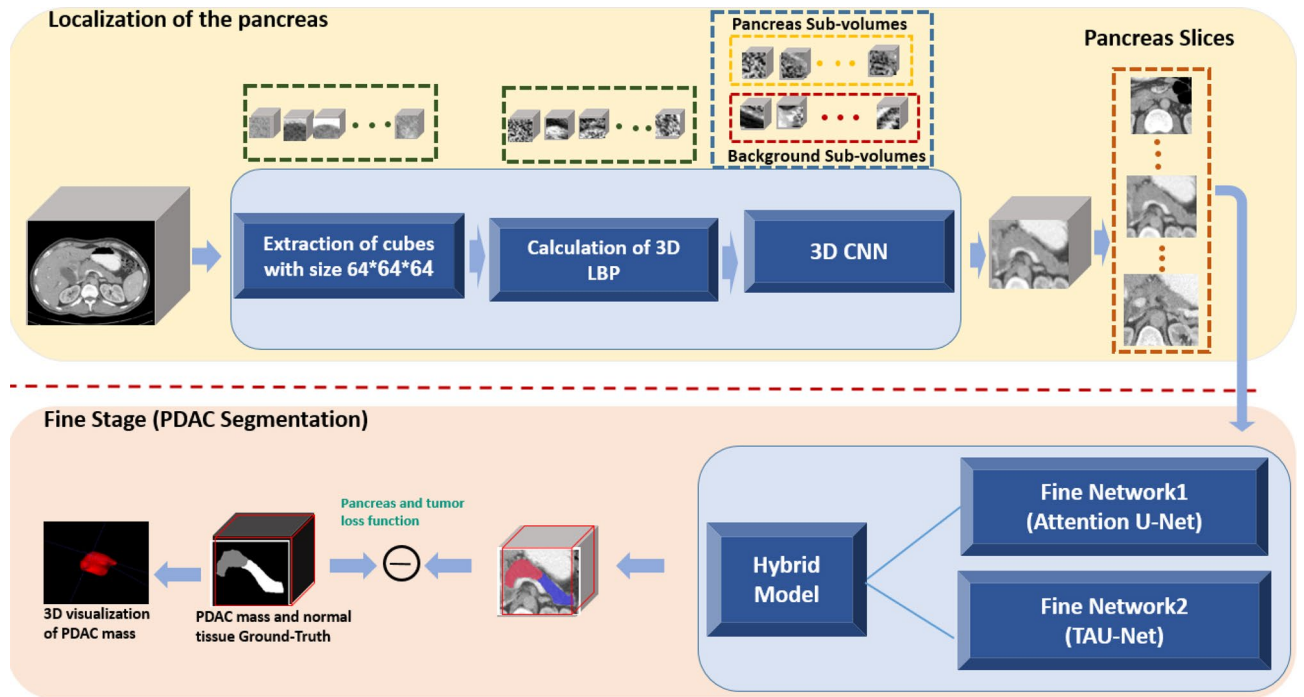 Localization of the pancreas
Pancreas Sub-volumes
Background Sub-volumes
Pancreas Slices
Extraction of cubes
with size 64*64*64
Calculation of 3D
LBP
3D CNN
Fine Stage (PDAC Segmentation)
Fine Network1
(Attention U-Net)
Fine Network2
(TAU-Net)
Hybrid
Model
Pancreas and tumor
loss function
PDAC mass and normal
tissue Ground-Truth
3D visualization
of PDAC mass